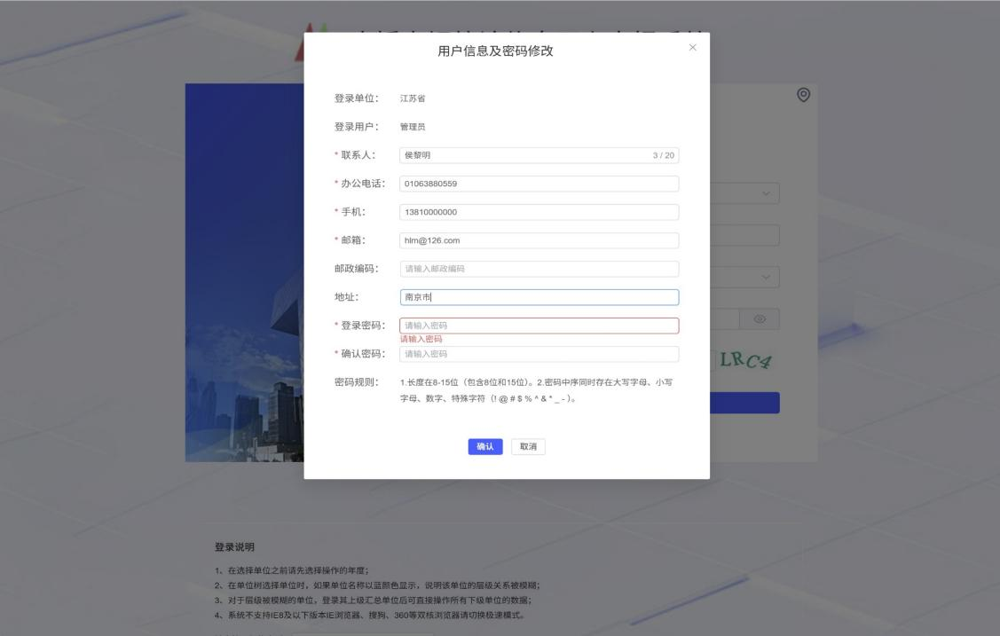 用户信息及密码修改
登录单位： 江苏省
登录用户： 管理员
* 联系人： 侯黎明 3 / 20
* 办公电话： 01063880559
* 手机： 13810000000
* 邮箱： hlm@126.com
邮政编码： 请输入邮政编码
地址： 南京市
* 登录密码： 请输入密码
请输入密码
* 确认密码： 请输入密码
密码规则： 1.长度在8-15位（包含8位和15位）。2.密码中序同时存在大写字母、小写
字母、数字、特殊字符（! @ # $ % ^ & * _ - ）。
LRC4
确认 取消
登录说明
1、在选择单位之前请先选择操作的年度；
2、在单位树选择单位时，如果单位名称以蓝颜色显示，说明该单位的层级关系被模糊；
3、对于层级被模糊的单位，登录其上级汇总单位后可直接操作所有下级单位的数据；
4、系统不支持IE8及以下版本IE浏览器、搜狗、360等双核浏览器请切换极速模式。